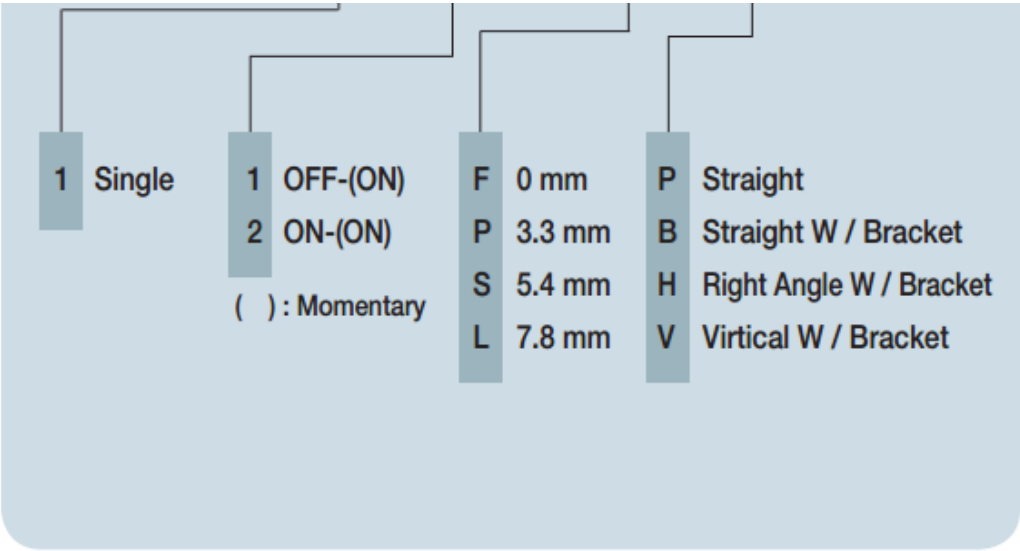 1 Single
1 OFF-(ON)
2 ON-(ON)
( ) : Momentary
F 0 mm
P 3.3 mm
S 5.4 mm
L 7.8 mm
P Straight
B Straight W / Bracket
H Right Angle W / Bracket
V Virtical W / Bracket